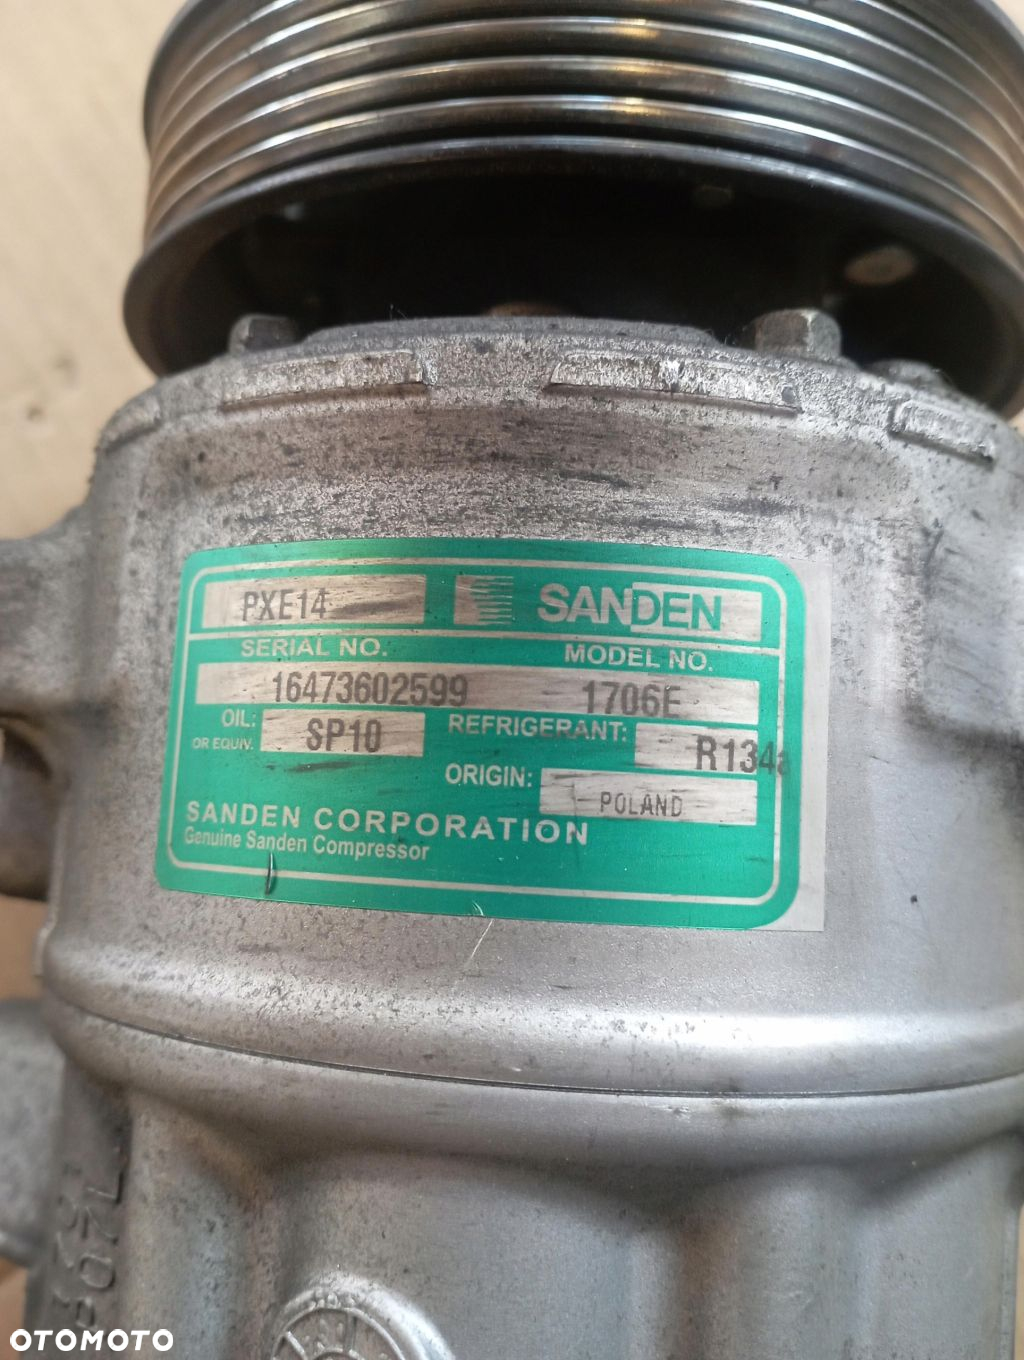 PXE14
SANDEN
SERIAL NO.
MODEL NO.
16473602599 1706E
OIL: SP10
OR EQUIV.
REFRIGERANT: R134a
ORIGIN: POLAND
SANDEN CORPORATION
Genuine Sanden Compressor
OTOMOTO